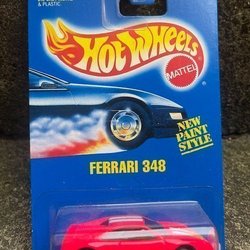 & PLASTIC
Hot Wheels
MATTEL
NEW
PAINT
STYLE
FERRARI 348